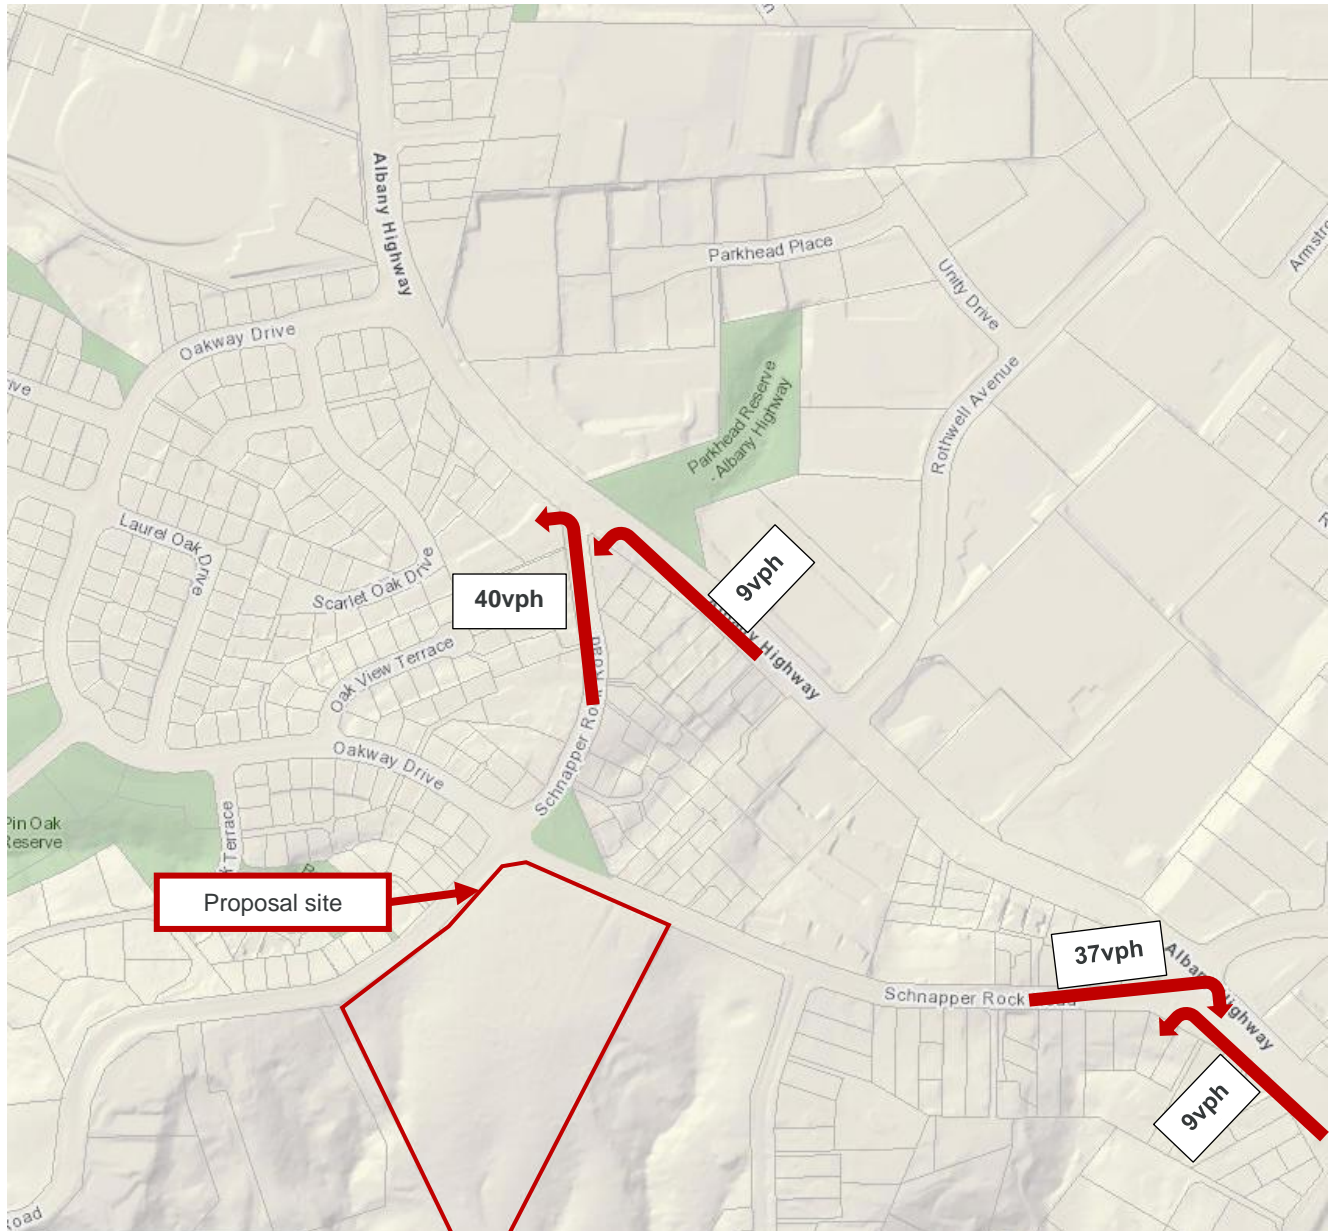 Albany Highway
Parkhead Place
Unity Drive
Oakway Drive
Parkhead Reserve
- Albany Highway
Rothwell Avenue
Laurel Oak Drive
Scarlet Oak Drive
40vph
9vph
Highway
Oak View Terrace
Oakway Drive
Schnapper
Pin Oak
Reserve
Terrace
Proposal site
37vph
Schnapper Rock
Highway
9vph